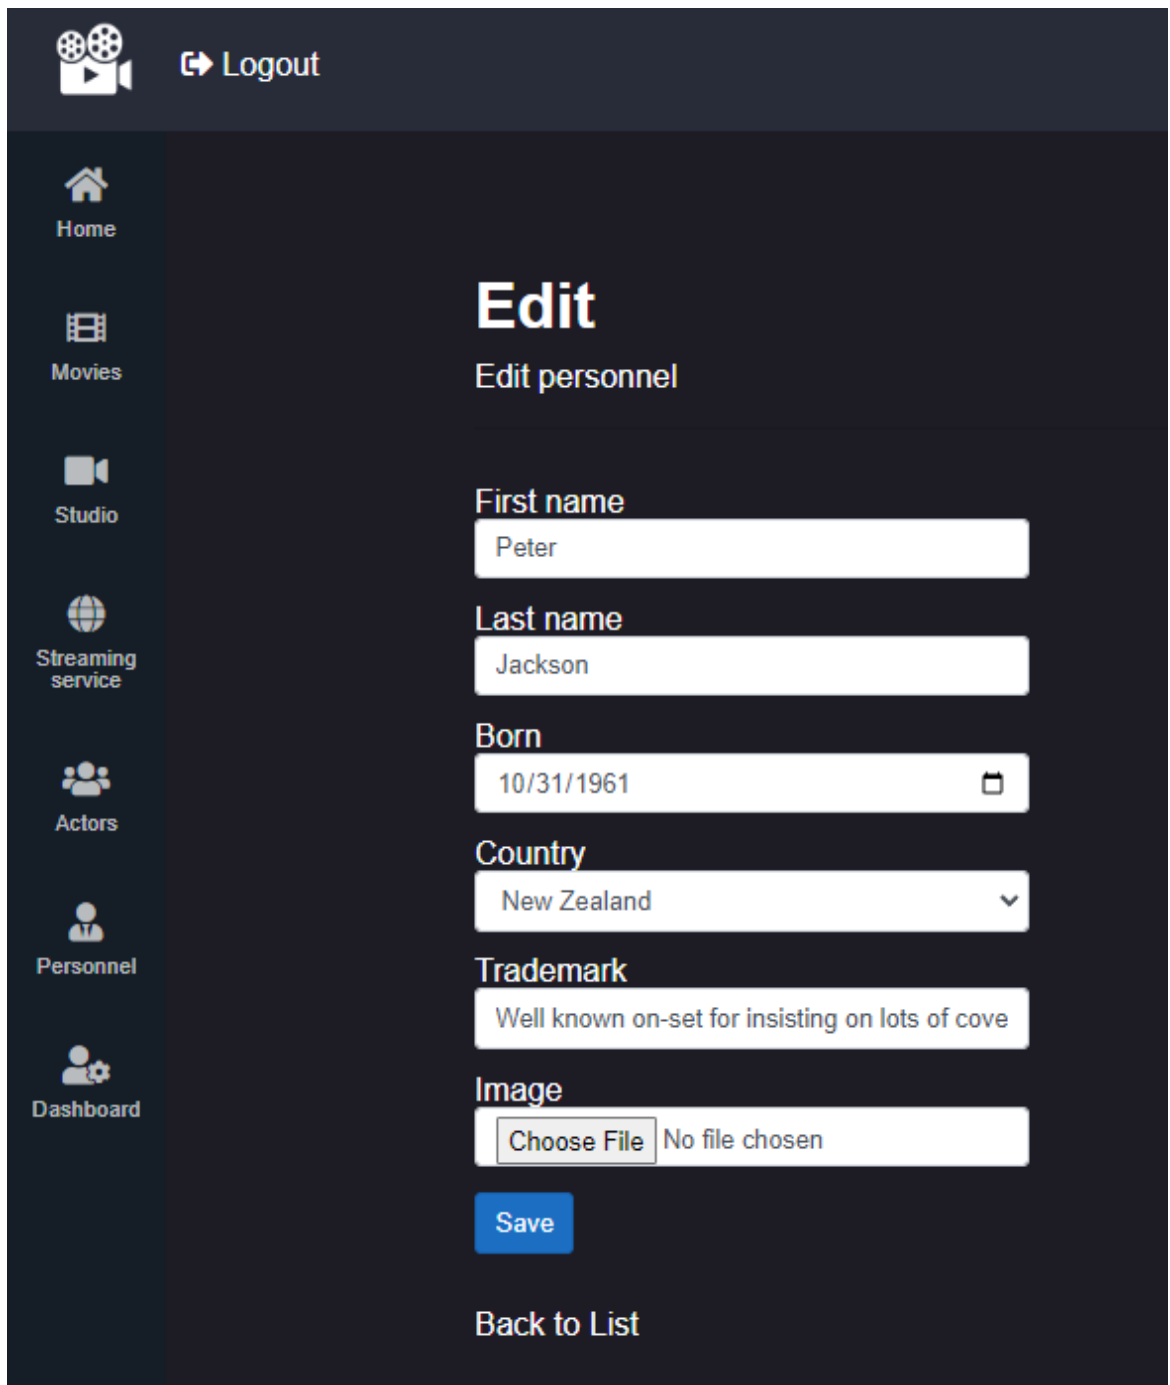 Logout
Home
Movies
Studio
Streaming
service
Actors
Personnel
Dashboard
Edit
Edit personnel
First name
Peter
Last name
Jackson
Born
10/31/1961
Country
New Zealand
Trademark
Well known on-set for insisting on lots of cove
Image
Choose File No file chosen
Save
Back to List